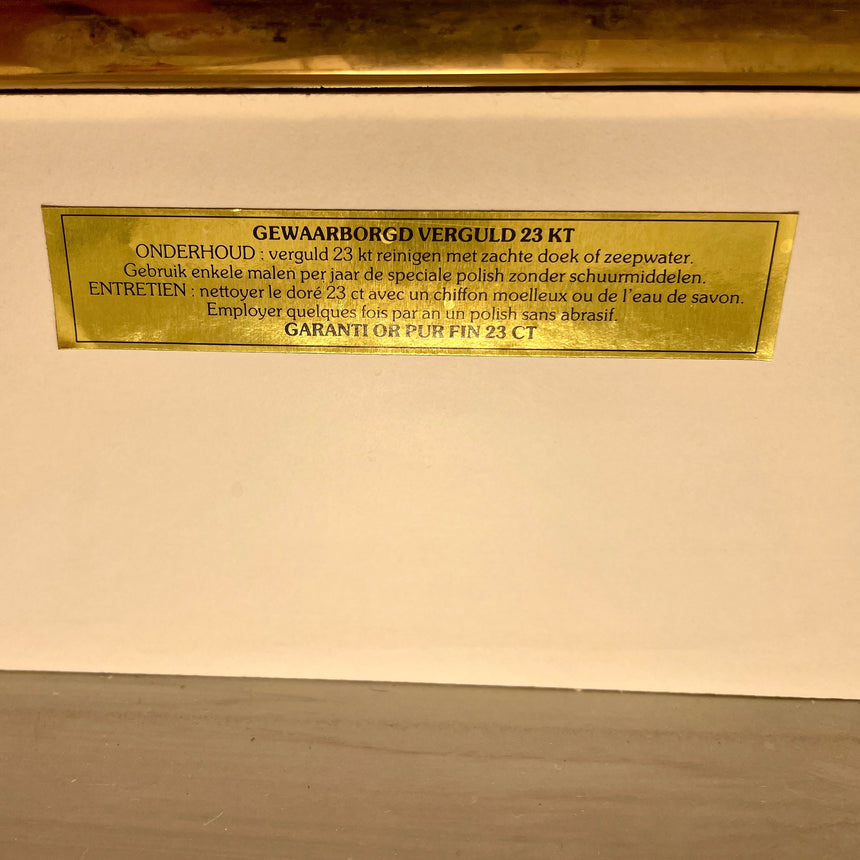 GEWAARBORGD VERGULD 23 KT
ONDERHOUD : verguld 23 kt reinigen met zachte doek of zeepwater.
Gebruik enkele malen per jaar de speciale polish zonder schuurmiddelen.
ENTRETIEN : nettoyer le doré 23 ct avec un chiffon moelleux ou de l'eau de savon.
Employer quelques fois par an un polish sans abrasif.
GARANTI OR PUR FIN 23 CT